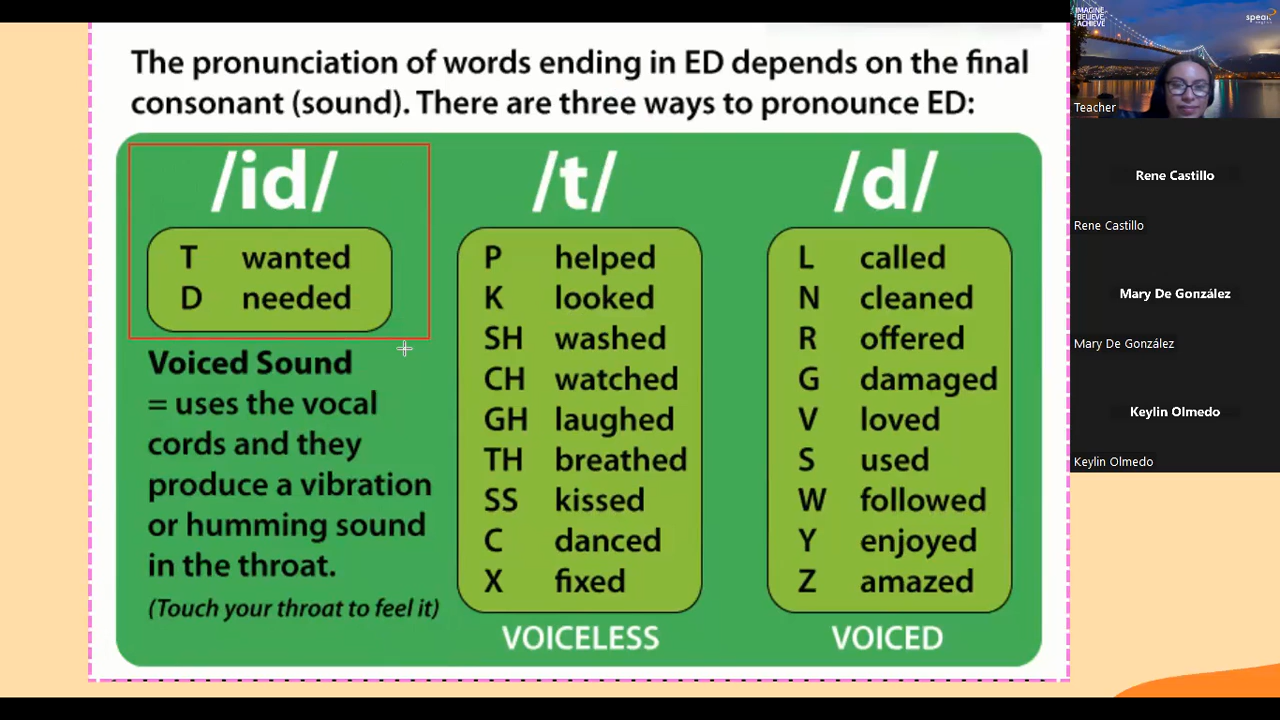 The pronunciation of words ending in ED depends on the final
consonant (sound). There are three ways to pronounce ED:
/id/
T wanted
D needed
Voiced Sound
= uses the vocal
cords and they
produce a vibration
or humming sound
in the throat.
(Touch your throat to feel it)
/t/
P helped
K looked
SH washed
CH watched
GH laughed
TH breathed
SS kissed
C danced
X fixed
VOICELESS
/d/
L called
N cleaned
R offered
G damaged
V loved
S used
W followed
Y enjoyed
Z amazed
VOICED
IMAGINE
BELIEVE
ACHIEVE
speak
Teacher
Rene Castillo
Rene Castillo
Mary De González
Mary De González
Keylin Olmedo
Keylin Olmedo